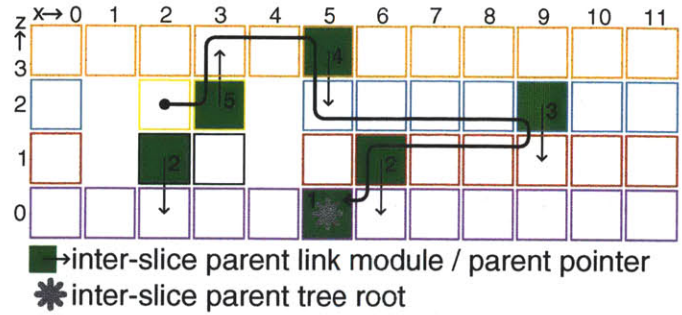 x→ 0 1 2 3 4 5 6 7 8 9 10 11
z
↑
3 4
2 5 3
1 2 2
0 1
→inter-slice parent link module / parent pointer
inter-slice parent tree root